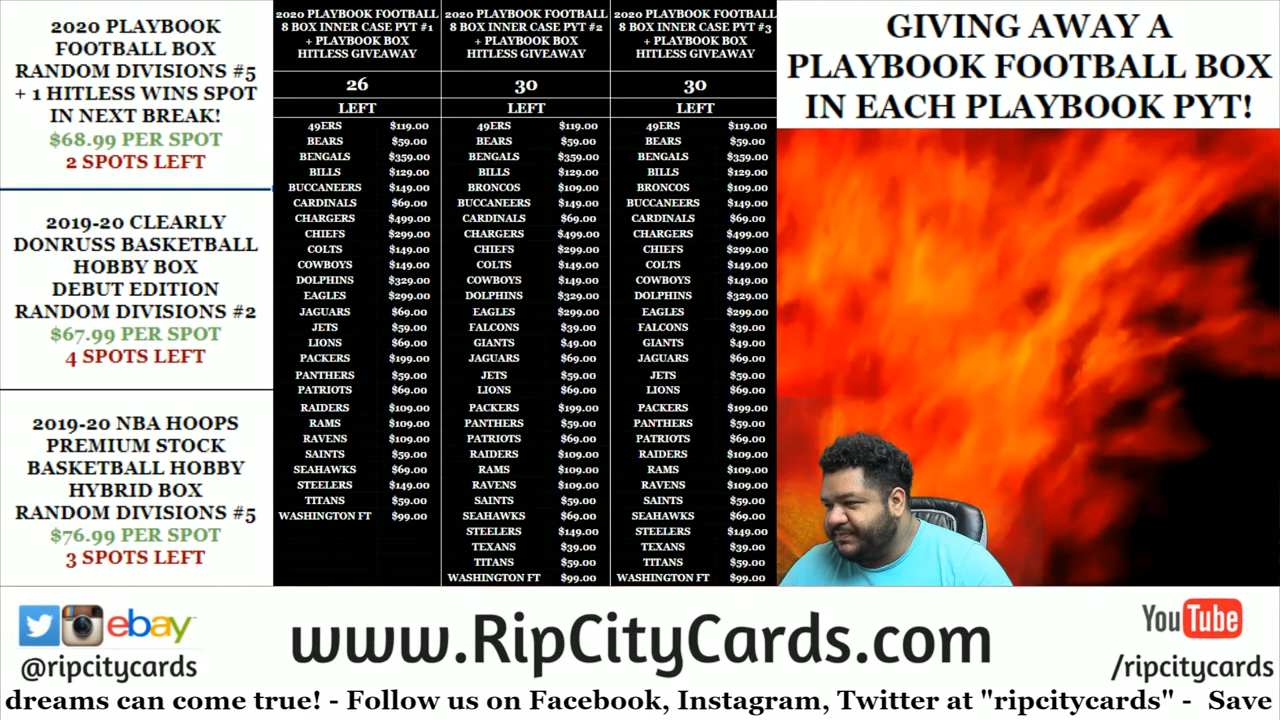 2020 PLAYBOOK
FOOTBALL BOX
RANDOM DIVISIONS #5
+ 1 HITLESS WINS SPOT
IN NEXT BREAK!
$68.99 PER SPOT
2 SPOTS LEFT
2019-20 CLEARLY
DONRUSS BASKETBALL
HOBBY BOX
DEBUT EDITION
RANDOM DIVISIONS #2
$67.99 PER SPOT
4 SPOTS LEFT
2019-20 NBA HOOPS
PREMIUM STOCK
BASKETBALL HOBBY
HYBRID BOX
RANDOM DIVISIONS #5
$76.99 PER SPOT
3 SPOTS LEFT
2020 PLAYBOOK FOOTBALL
8 BOX INNER CASE PYT #1
+ PLAYBOOK BOX
HITLESS GIVEAWAY
26
LEFT
49ERS $119.00
BEARS $59.00
BENGALS $359.00
BILLS $129.00
BUCCANEERS $149.00
CARDINALS $69.00
CHARGERS $499.00
CHIEFS $299.00
COLTS $149.00
COWBOYS $149.00
DOLPHINS $329.00
EAGLES $299.00
JAGUARS $69.00
JETS $59.00
LIONS $69.00
PACKERS $199.00
PANTHERS $59.00
PATRIOTS $69.00
RAIDERS $109.00
RAMS $109.00
RAVENS $109.00
SAINTS $59.00
SEAHAWKS $69.00
STEELERS $149.00
TITANS $59.00
WASHINGTON FT $99.00
2020 PLAYBOOK FOOTBALL
8 BOX INNER CASE PYT #2
+ PLAYBOOK BOX
HITLESS GIVEAWAY
30
LEFT
49ERS $119.00
BEARS $59.00
BENGALS $359.00
BILLS $129.00
BRONCOS $109.00
BUCCANEERS $149.00
CARDINALS $69.00
CHARGERS $499.00
CHIEFS $299.00
COLTS $149.00
COWBOYS $149.00
DOLPHINS $329.00
EAGLES $299.00
FALCONS $39.00
GIANTS $49.00
JAGUARS $69.00
JETS $59.00
LIONS $69.00
PACKERS $199.00
PANTHERS $59.00
PATRIOTS $69.00
RAIDERS $109.00
RAMS $109.00
RAVENS $109.00
SAINTS $59.00
SEAHAWKS $69.00
STEELERS $149.00
TEXANS $39.00
TITANS $59.00
WASHINGTON FT $99.00
2020 PLAYBOOK FOOTBALL
8 BOX INNER CASE PYT #3
+ PLAYBOOK BOX
HITLESS GIVEAWAY
30
LEFT
49ERS $119.00
BEARS $59.00
BENGALS $359.00
BILLS $129.00
BRONCOS $109.00
BUCCANEERS $149.00
CARDINALS $69.00
CHARGERS $499.00
CHIEFS $299.00
COLTS $149.00
COWBOYS $149.00
DOLPHINS $329.00
EAGLES $299.00
FALCONS $39.00
GIANTS $49.00
JAGUARS $69.00
JETS $59.00
LIONS $69.00
PACKERS $199.00
PANTHERS $59.00
PATRIOTS $69.00
RAIDERS $109.00
RAMS $109.00
RAVENS $109.00
SAINTS $59.00
SEAHAWKS $69.00
STEELERS $149.00
TEXANS $39.00
TITANS $59.00
WASHINGTON FT $99.00
GIVING AWAY A
PLAYBOOK FOOTBALL BOX
IN EACH PLAYBOOK PYT!
ebay
@ripcitycards
www.RipCityCards.com
YouTube
/ripcitycards
dreams can come true! - Follow us on Facebook, Instagram, Twitter at "ripcitycards" - Save